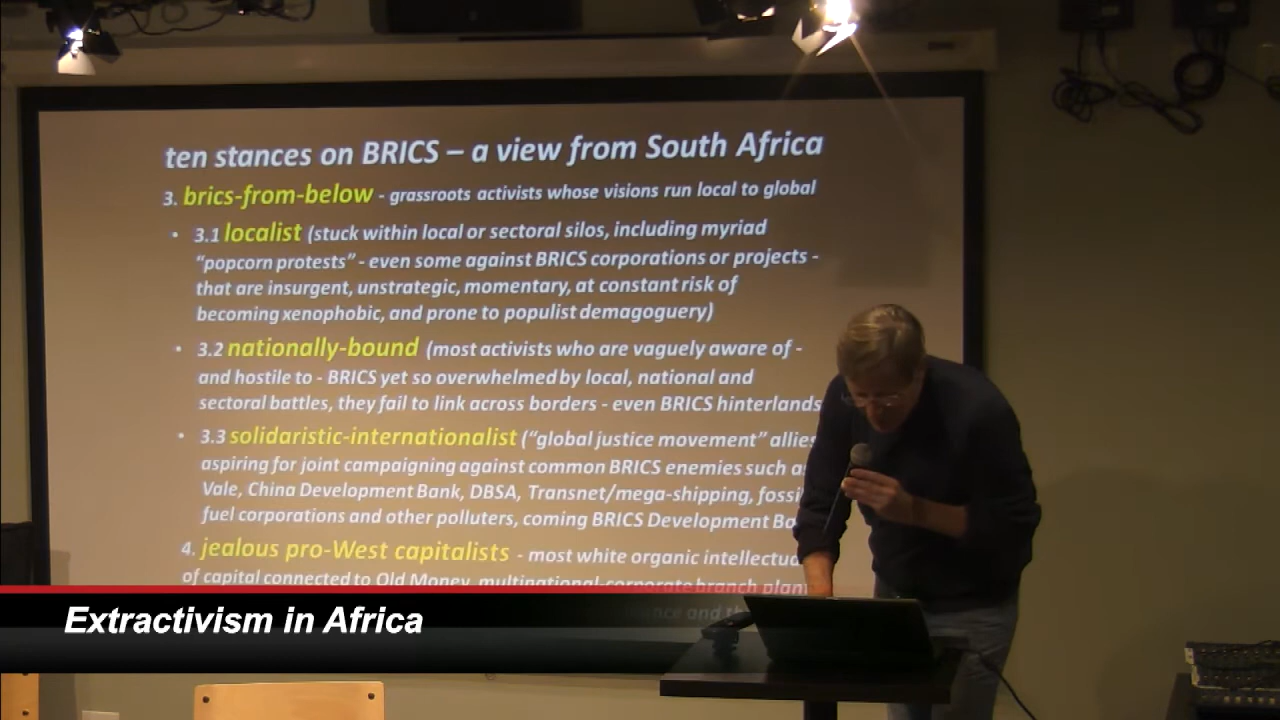 ten stances on BRICS – a view from South Africa
3. brics-from-below - grassroots activists whose visions run local to global
• 3.1 localist (stuck within local or sectoral silos, including myriad
"popcorn protests" - even some against BRICS corporations or projects -
that are insurgent, unstrategic, momentary, at constant risk of
becoming xenophobic, and prone to populist demagoguery)
• 3.2 nationally-bound (most activists who are vaguely aware of -
and hostile to - BRICS yet so overwhelmed by local, national and
sectoral battles, they fail to link across borders - even BRICS hinterlands
• 3.3 solidaristic-internationalist ("global justice movement" allie
aspiring for joint campaigning against common BRICS enemies such a
Vale, China Development Bank, DBSA, Transnet/mega-shipping, fossi
fuel corporations and other polluters, coming BRICS Development Ba
4. jealous pro-West capitalists - most white organic intellectu
of capital connected to Old Money, multinational-corporate branch plan
and th
Extractivism in Africa